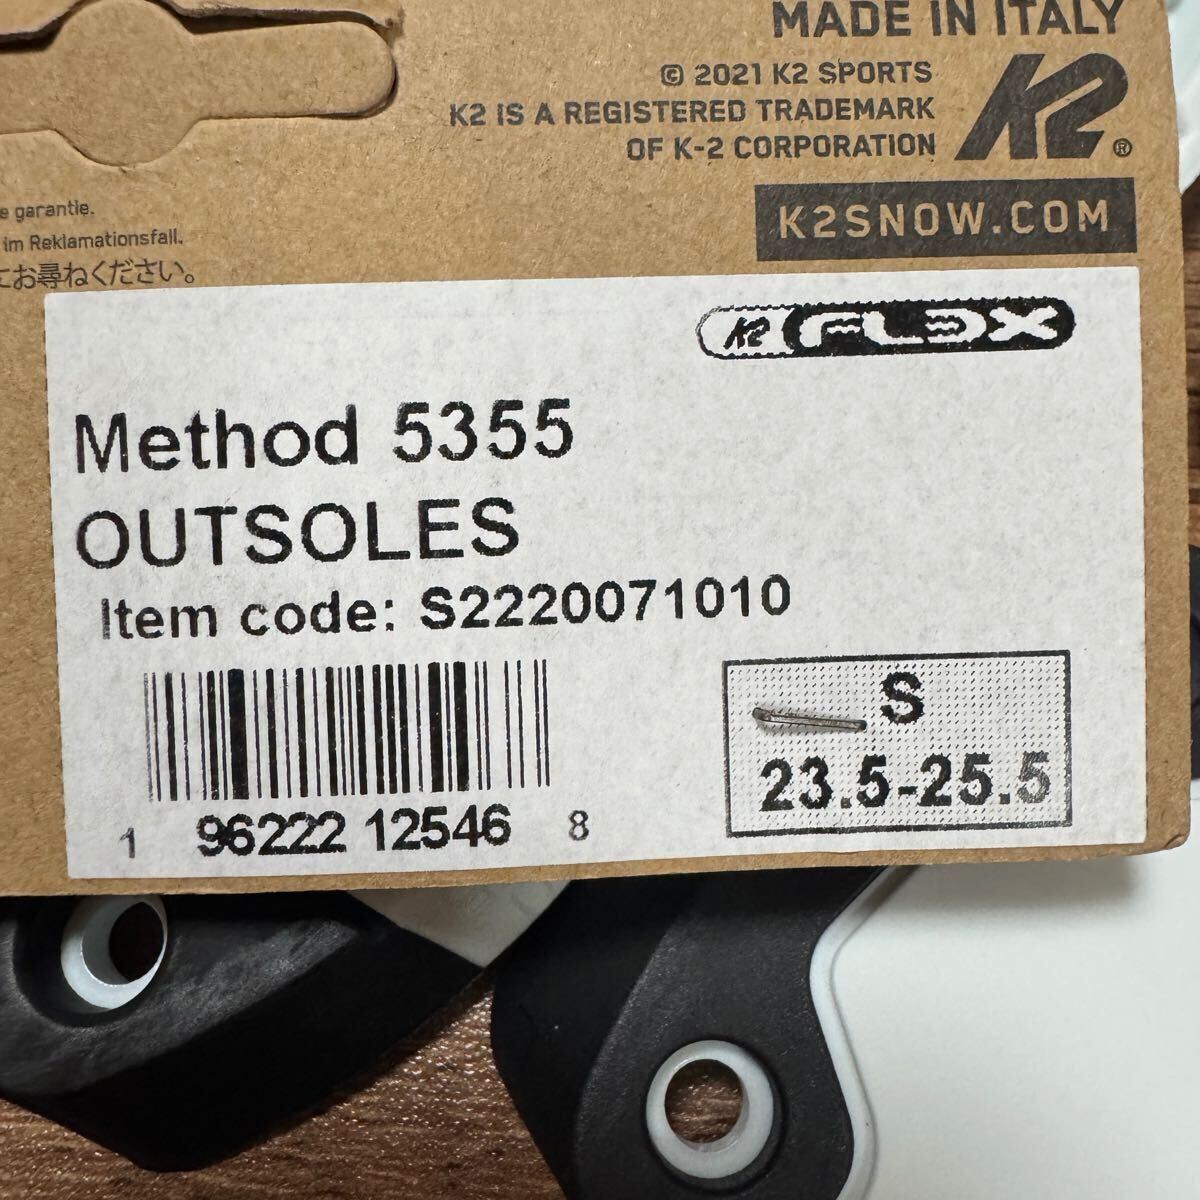 MADE IN ITALY
© 2021 K2 SPORTS
K2 IS A REGISTERED TRADEMARK
OF K-2 CORPORATION
K2®
K2SNOW.COM
garantie.
im Reklamationsfall.
にお尋ねください。
K2 FL3X
Method 5355
OUTSOLES
Item code: S2220071010
1 96222 12546 8
S
23.5-25.5